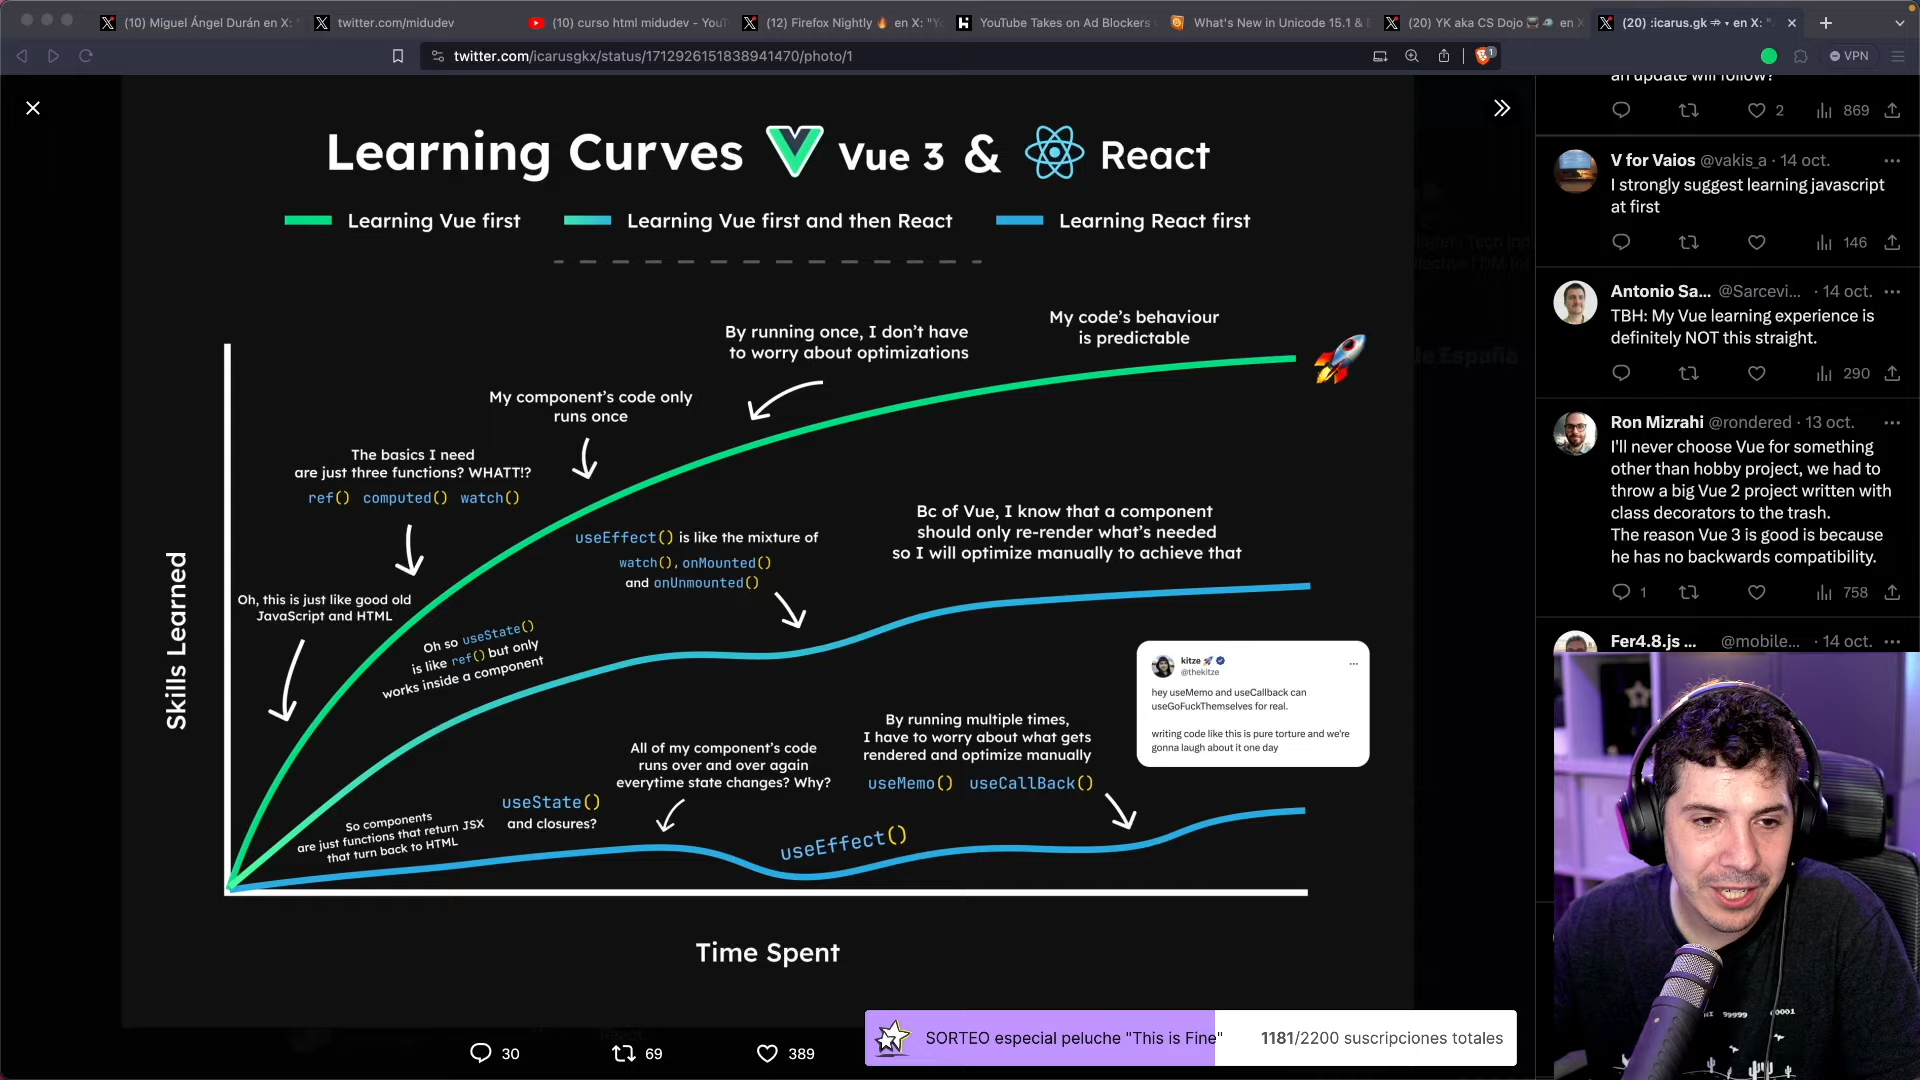 (10) Miguel Ángel Durán en X:
twitter.com/midudev
(10) curso html midudev - YouT
(12) Firefox Nightly 🔥 en X: "Yo
YouTube Takes on Ad Blockers
What's New in Unicode 15.1 &
(20) YK aka CS Dojo en X
(20) :icarus.gk en X: "
twitter.com/icarusgkx/status/1712926151838941470/photo/1
1
VPN
Learning Curves Vue 3 & React
Learning Vue first
Learning Vue first and then React
Learning React first
By running once, I don't have
to worry about optimizations
My code's behaviour
is predictable
My component's code only
runs once
The basics I need
are just three functions? WHATT!?
ref() computed() watch()
Oh, this is just like good old
JavaScript and HTML
useEffect() is like the mixture of
watch(), onMounted()
and onUnmounted()
Bc of Vue, I know that a component
should only re-render what's needed
so I will optimize manually to achieve that
Oh so useState()
is like ref() but only
works inside a component
Skills Learned
kitze 🚀
@thekitze
hey useMemo and useCallback can
useGoFuckThemselves for real.
writing code like this is pure torture and we're
gonna laugh about it one day
By running multiple times,
I have to worry about what gets
rendered and optimize manually
useMemo() useCallBack()
All of my component's code
runs over and over again
everytime state changes? Why?
useState()
and closures?
So components
are just functions that return JSX
that turn back to HTML
useEffect()
Time Spent
30
69
389
SORTEO especial peluche "This is Fine"
1181/2200 suscripciones totales
an update will follow?
2
869
V for Vaios @vakis_a · 14 oct.
I strongly suggest learning javascript
at first
146
Antonio Sa... @Sarcevi... · 14 oct.
TBH: My Vue learning experience is
definitely NOT this straight.
290
Ron Mizrahi @rondered · 13 oct.
I'll never choose Vue for something
other than hobby project, we had to
throw a big Vue 2 project written with
class decorators to the trash.
The reason Vue 3 is good is because
he has no backwards compatibility.
1
758
Fer4.8.js ... @mobile... · 14 oct.